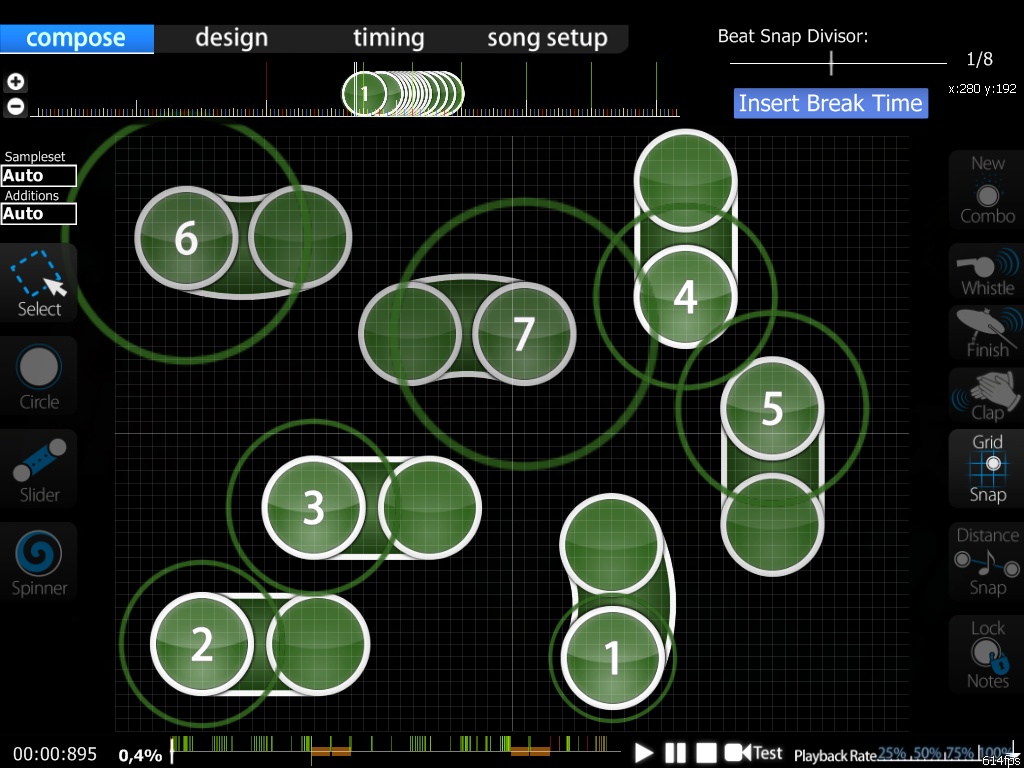 compose design timing song setup
Beat Snap Divisor:
1/8
x:280 y:192
Insert Break Time
1
Sampleset
Auto
Additions
Auto
Select
Circle
Slider
Spinner
6
7
4
5
3
2
1
New
Combo
Whistle
Finish
Clap
Grid
Snap
Distance
Snap
Lock
Notes
00:00:895 0,4% Test Playback Rate 25% 50% 75% 100%
614fps